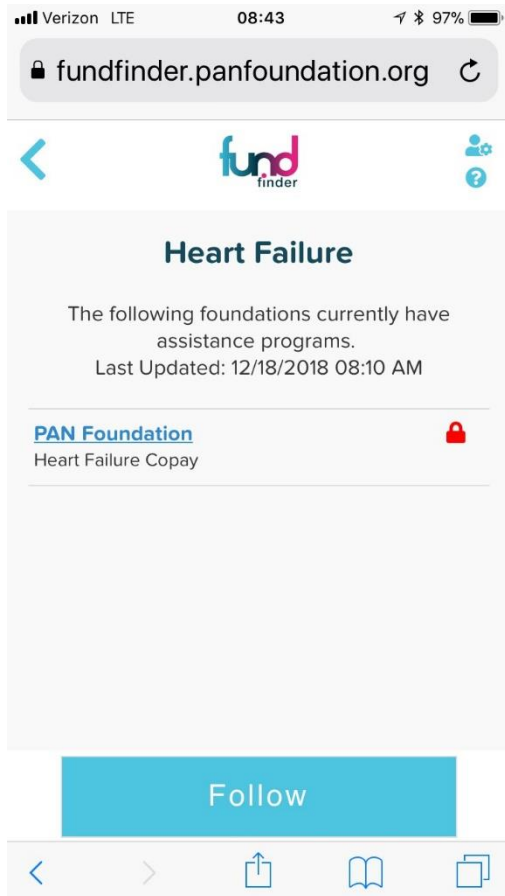 Verizon LTE 08:43 97%
fundfinder.panfoundation.org
fund
finder
?
Heart Failure
The following foundations currently have
assistance programs.
Last Updated: 12/18/2018 08:10 AM
PAN Foundation
Heart Failure Copay
Follow